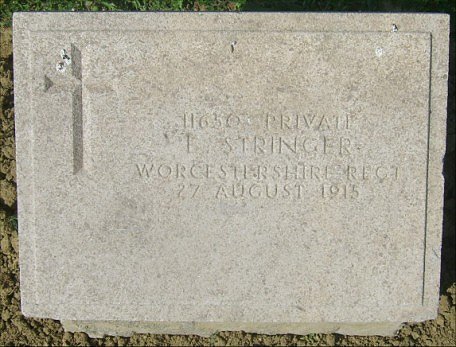 11650 PRIVATE
STRINGER
WORCESTERSHIRE REGT
27 AUGUST 1915